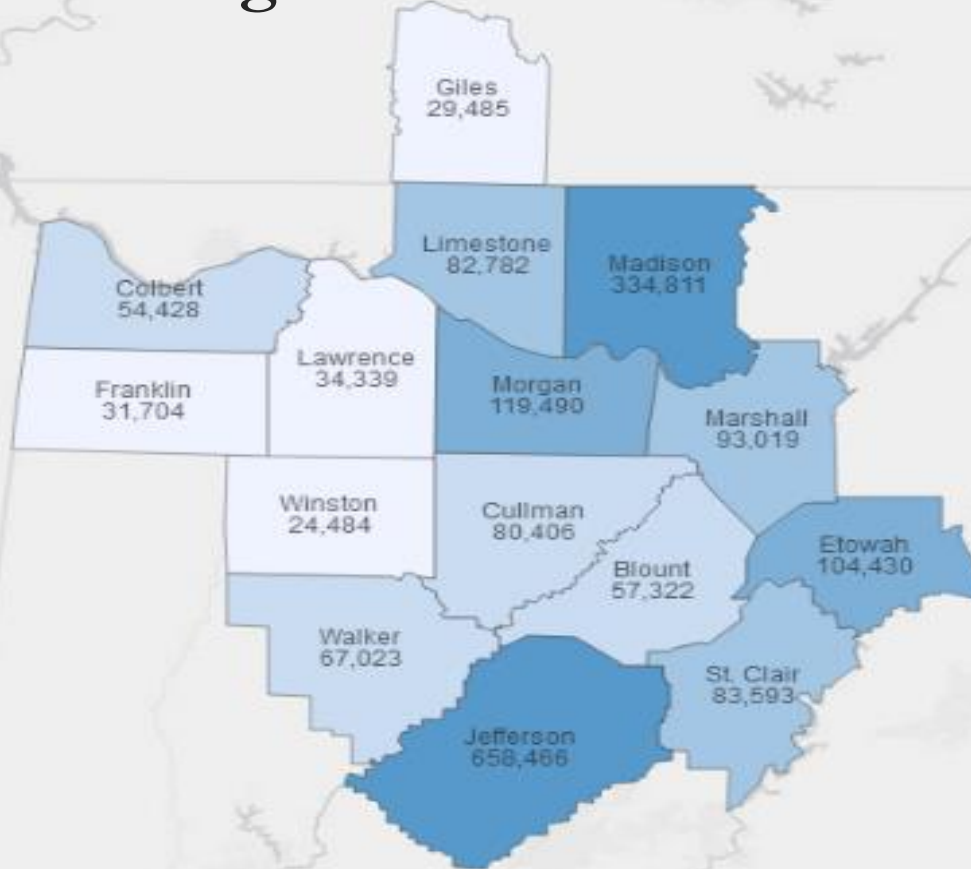 Giles
29,485
Limestone
82,782
Madison
334,811
Colbert
54,428
Lawrence
34,339
Franklin
31,704
Morgan
119,490
Marshall
93,019
Winston
24,484
Cullman
80,406
Etowah
104,430
Blount
57,322
Walker
67,023
St. Clair
83,593
Jefferson
658,466